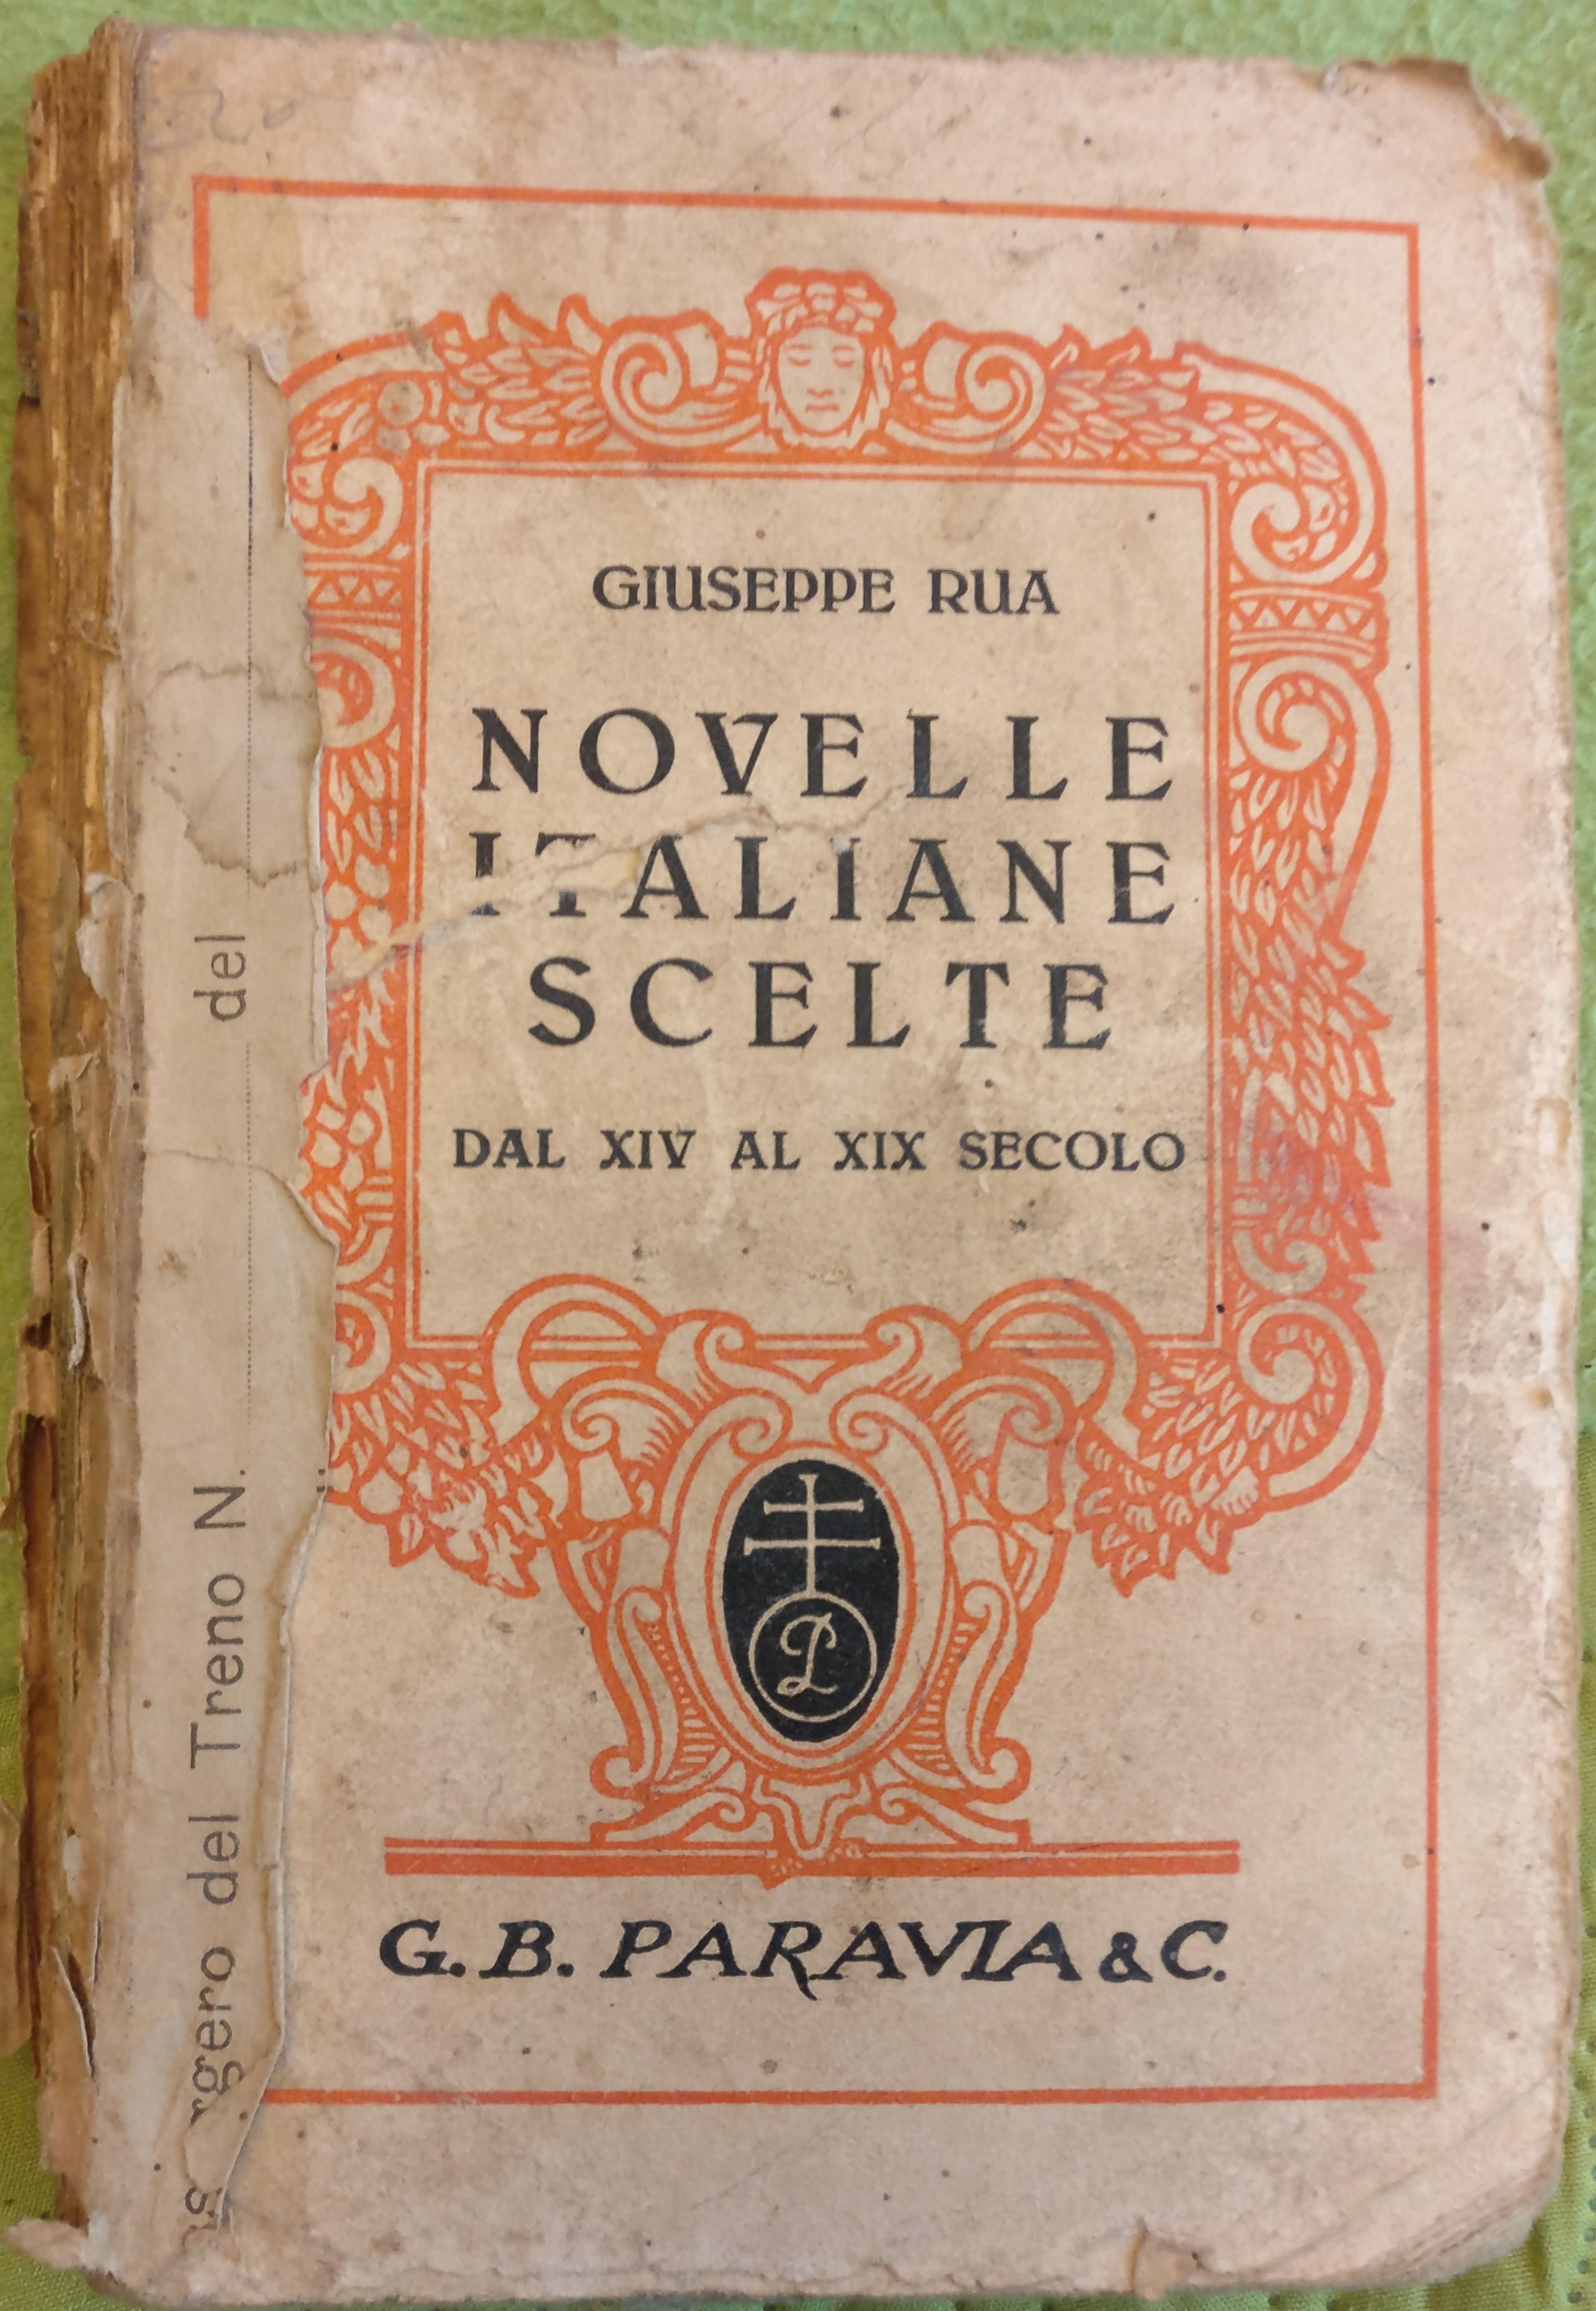 GIUSEPPE RUA
NOVELLE
ITALIANE
SCELTE
DAL XIV AL XIX SECOLO
G. B. PARAVIA & C.
del Treno N. del